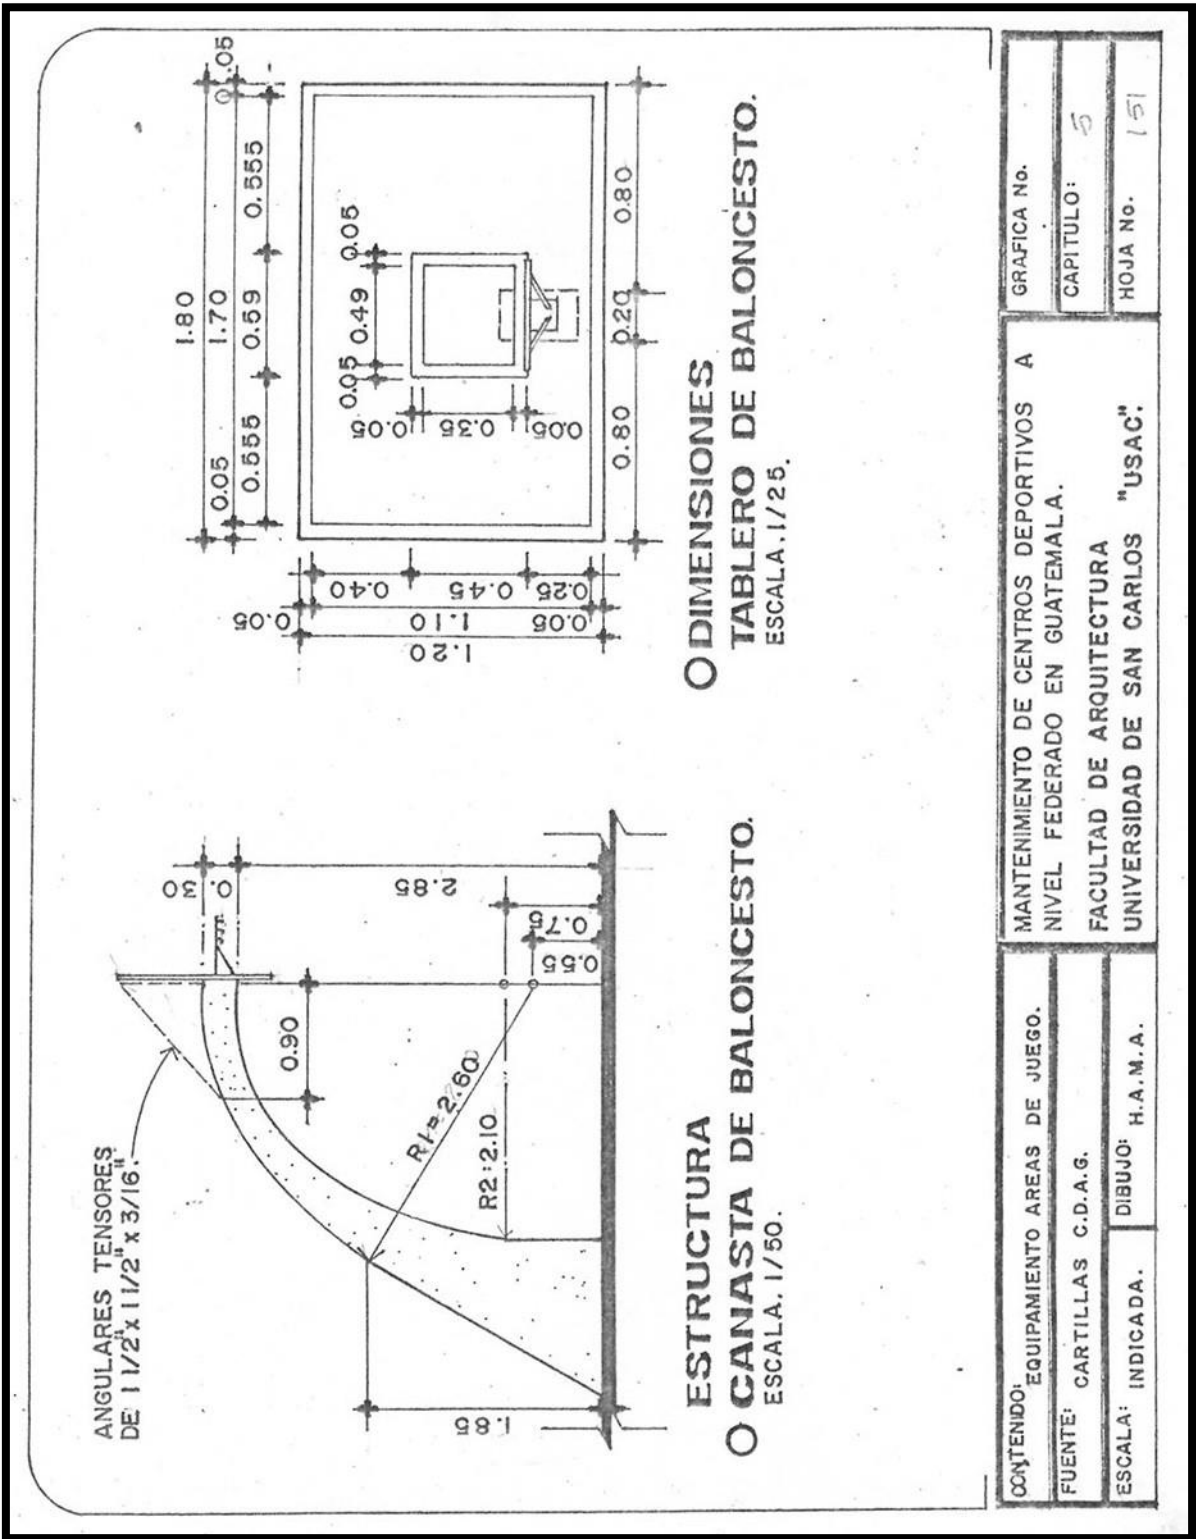 ANGULARES TENSORES
DE 1 1/2"x 1 1/2"x 3/16."
0.90
0.30
2.85
0.75
0.55
R1=2.60
R2=2.10
1.85
ESTRUCTURA
CANASTA DE BALONCESTO.
ESCALA. 1/50.
1.80
0.05 1.70 0.05
0.555 0.59 0.555
0.05 0.49 0.05
0.05
0.35
0.05
0.05
0.40
0.45
0.25
0.05
1.10
1.20
0.80 0.20 0.80
DIMENSIONES
TABLERO DE BALONCESTO.
ESCALA. 1/25.
CONTENIDO:
EQUIPAMIENTO AREAS DE JUEGO.
FUENTE: CARTILLAS C.D.A.G.
ESCALA: INDICADA. DIBUJO: H.A.M.A.
MANTENIMIENTO DE CENTROS DEPORTIVOS A
NIVEL FEDERADO EN GUATEMALA.
FACULTAD DE ARQUITECTURA
UNIVERSIDAD DE SAN CARLOS "USAC".
GRAFICA No.
CAPITULO: 5
HOJA No. 151